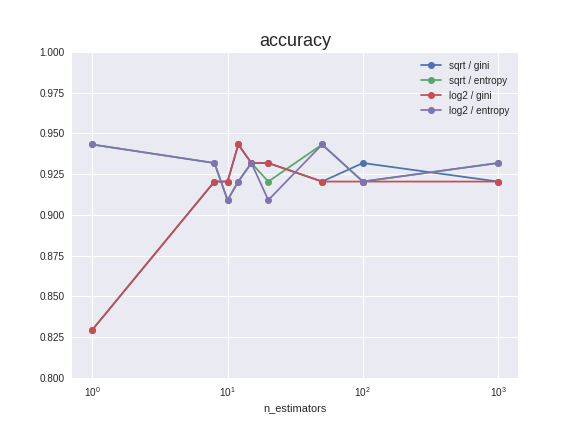 accuracy
1.000
0.975
0.950
0.925
0.900
0.875
0.850
0.825
0.800
sqrt / gini
sqrt / entropy
log2 / gini
log2 / entropy
10⁰
10¹
10²
10³
n_estimators